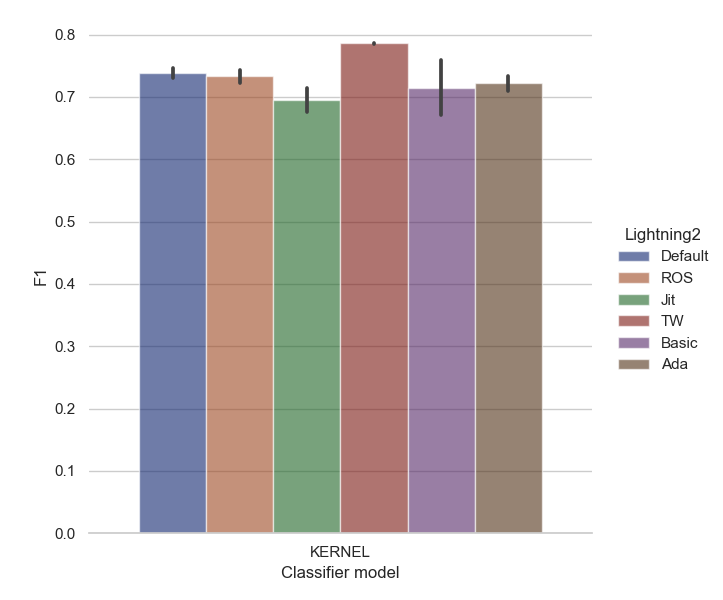 0.8
0.7
0.6
0.5
0.4
0.3
0.2
0.1
0.0
F1
KERNEL
Classifier model
Lightning2
Default
ROS
Jit
TW
Basic
Ada